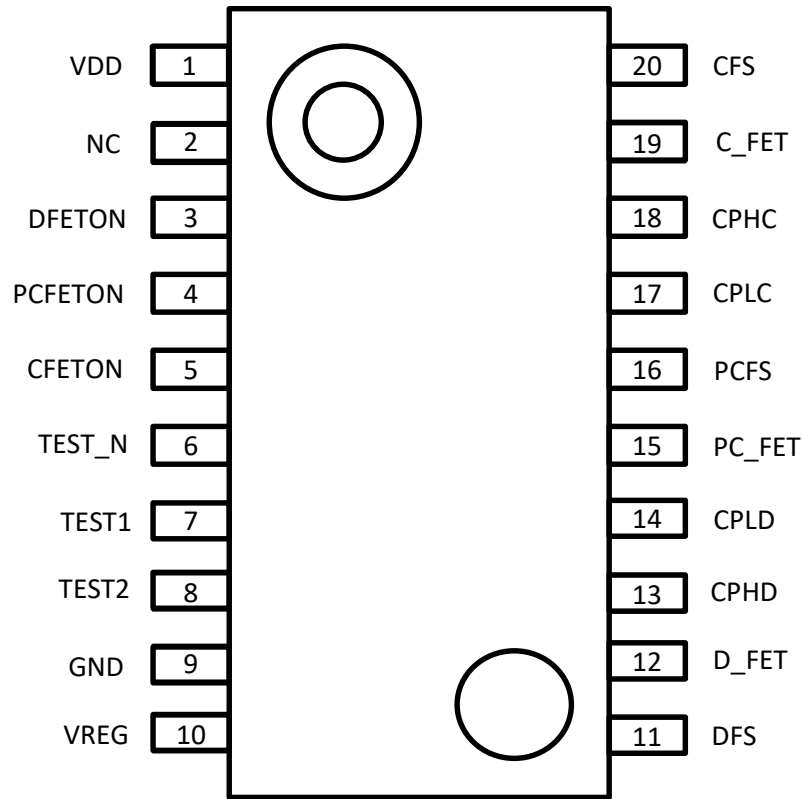 VDD 1 20 CFS
NC 2 19 C_FET
DFETON 3 18 CPHC
PCFETON 4 17 CPLC
CFETON 5 16 PCFS
TEST_N 6 15 PC_FET
TEST1 7 14 CPLD
TEST2 8 13 CPHD
GND 9 12 D_FET
VREG 10 11 DFS